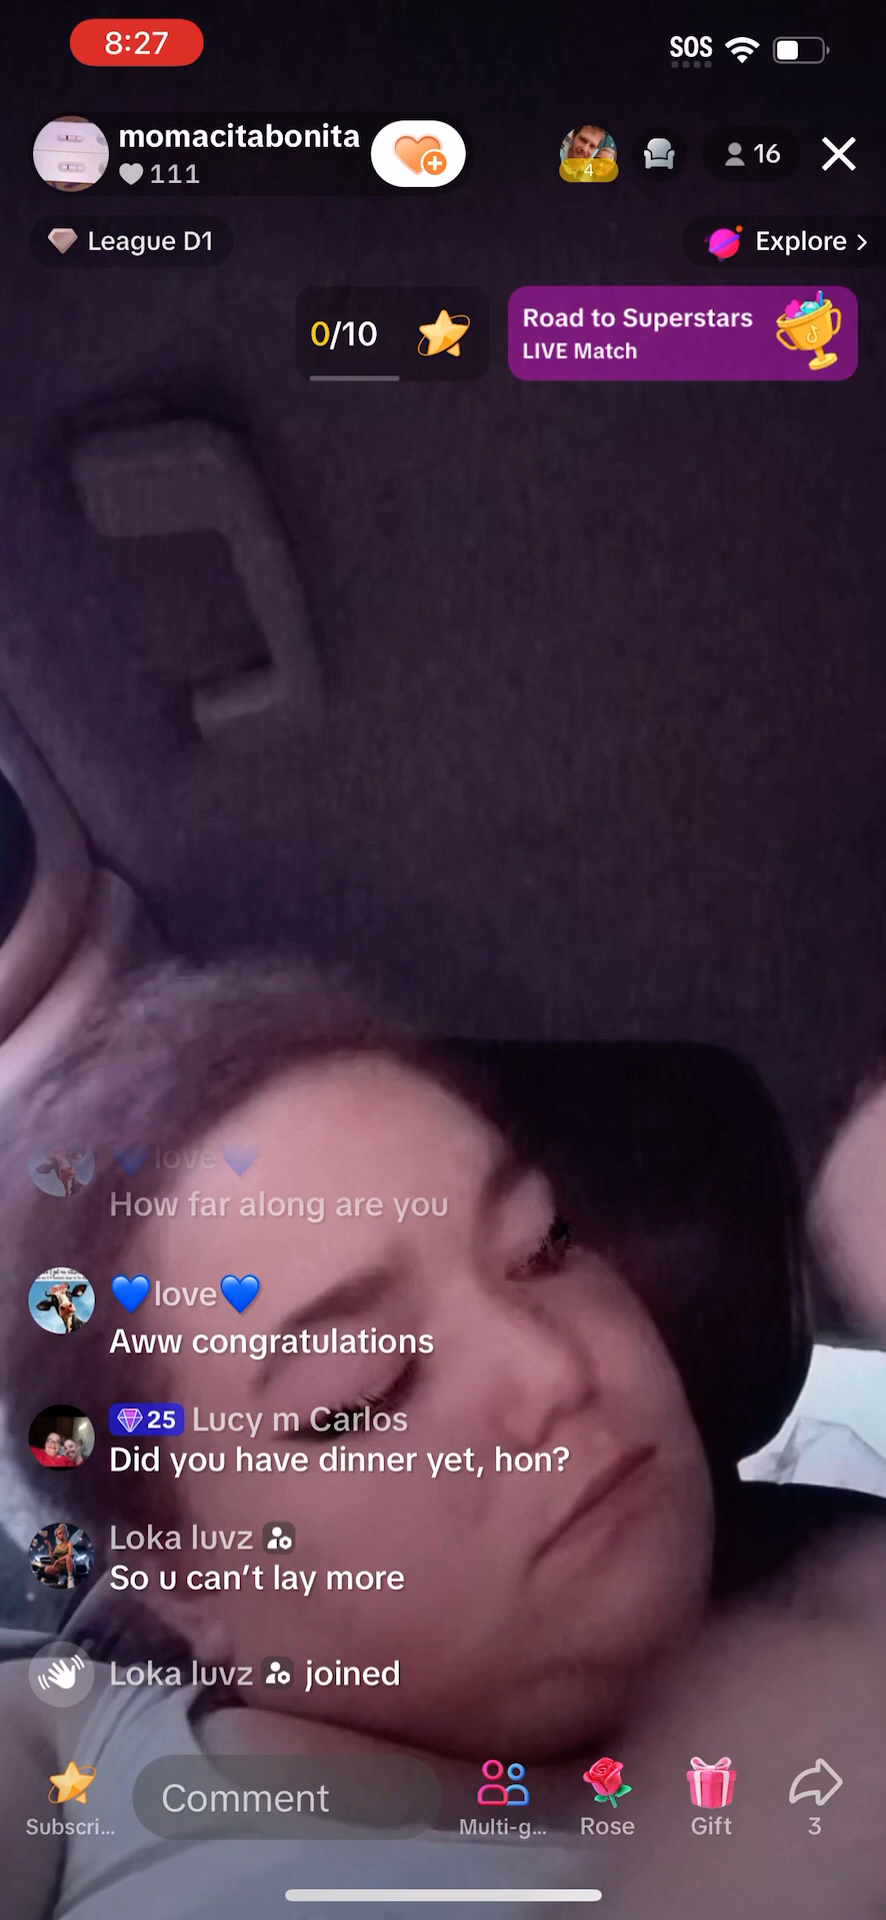 8:27
SOS
momacitabonita
111
4
16
League D1
Explore >
0/10
Road to Superstars
LIVE Match
💙love💙
How far along are you
💙love💙
Aww congratulations
25 Lucy m Carlos
Did you have dinner yet, hon?
Loka luvz
So u can't lay more
Loka luvz joined
Subscri...
Comment
Multi-g...
Rose
Gift
3